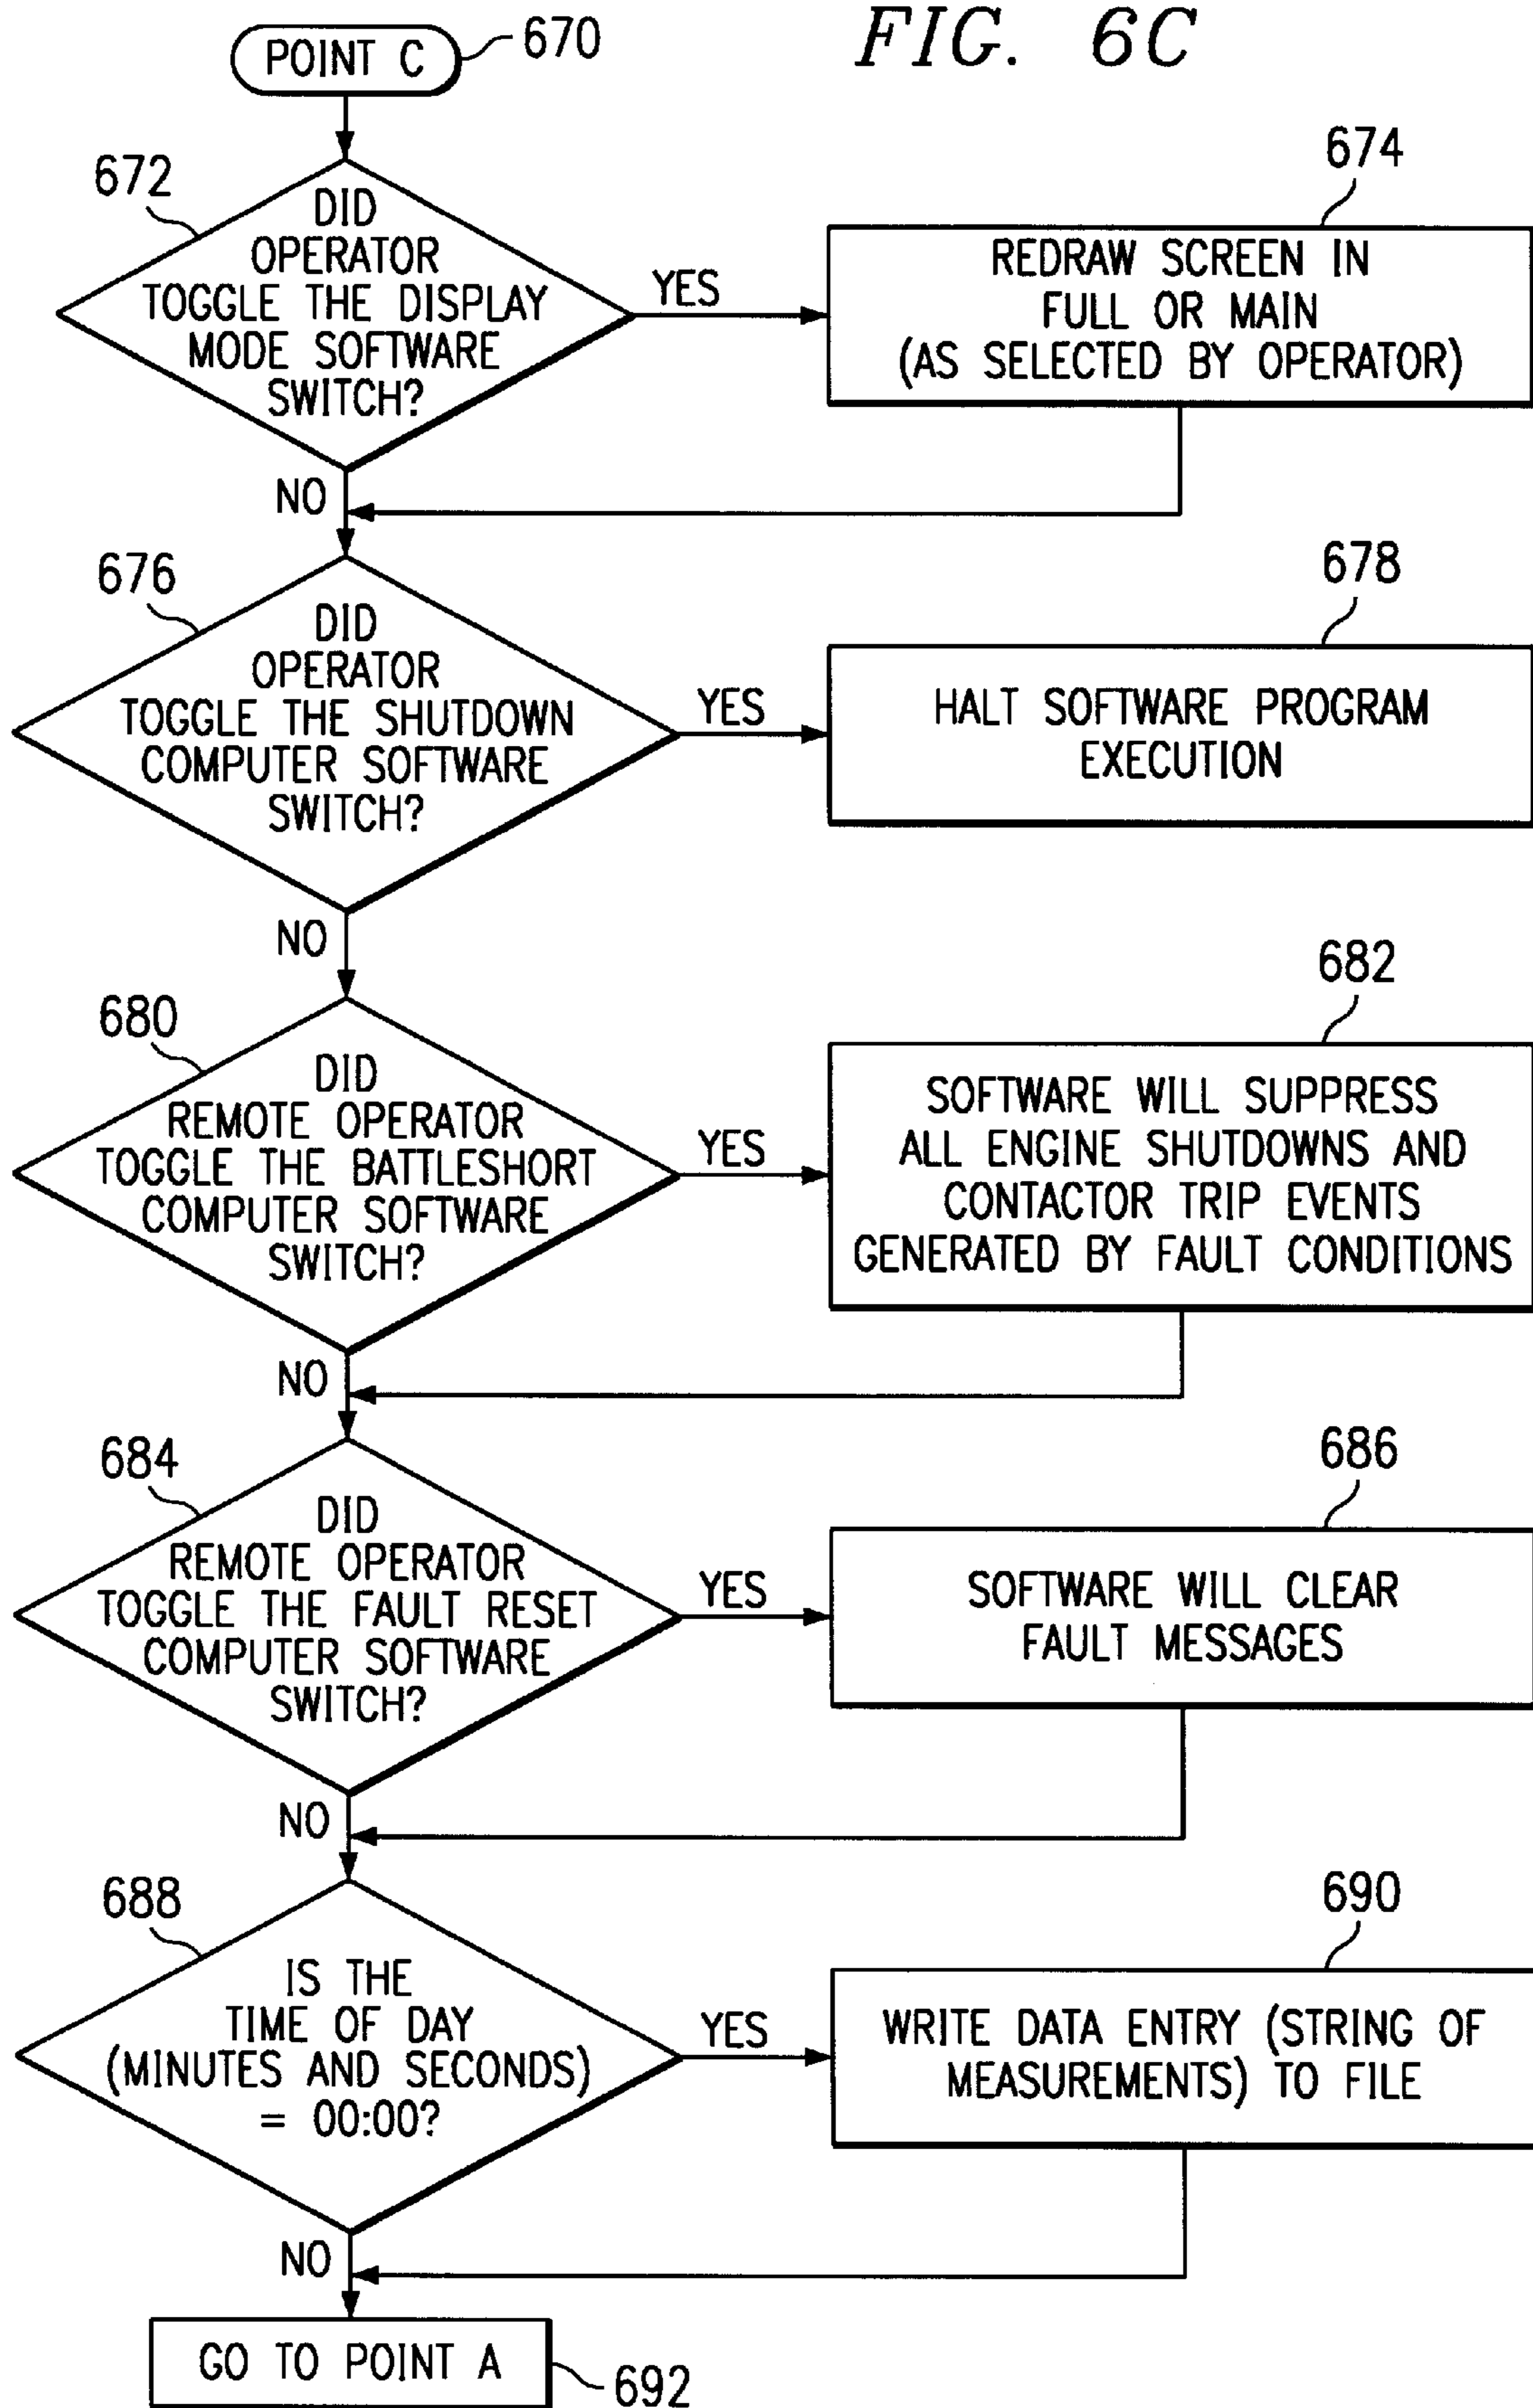 FIG. 6C
POINT C
670
672
DID
OPERATOR
TOGGLE THE DISPLAY
MODE SOFTWARE
SWITCH?
YES
674
REDRAW SCREEN IN
FULL OR MAIN
(AS SELECTED BY OPERATOR)
NO
676
DID
OPERATOR
TOGGLE THE SHUTDOWN
COMPUTER SOFTWARE
SWITCH?
YES
678
HALT SOFTWARE PROGRAM
EXECUTION
NO
680
DID
REMOTE OPERATOR
TOGGLE THE BATTLESHORT
COMPUTER SOFTWARE
SWITCH?
YES
682
SOFTWARE WILL SUPPRESS
ALL ENGINE SHUTDOWNS AND
CONTACTOR TRIP EVENTS
GENERATED BY FAULT CONDITIONS
NO
684
DID
REMOTE OPERATOR
TOGGLE THE FAULT RESET
COMPUTER SOFTWARE
SWITCH?
YES
686
SOFTWARE WILL CLEAR
FAULT MESSAGES
NO
688
IS THE
TIME OF DAY
(MINUTES AND SECONDS)
= 00:00?
YES
690
WRITE DATA ENTRY (STRING OF
MEASUREMENTS) TO FILE
NO
GO TO POINT A
692